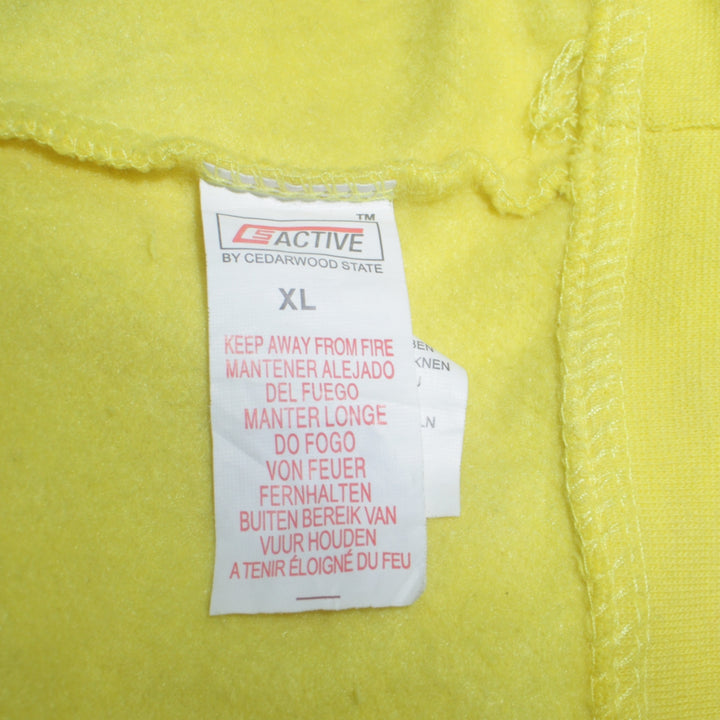 CS ACTIVE ™
BY CEDARWOOD STATE
XL
KEEP AWAY FROM FIRE
MANTENER ALEJADO
DEL FUEGO
MANTER LONGE
DO FOGO
VON FEUER
FERNHALTEN
BUITEN BEREIK VAN
VUUR HOUDEN
A TENIR ÉLOIGNÉ DU FEU